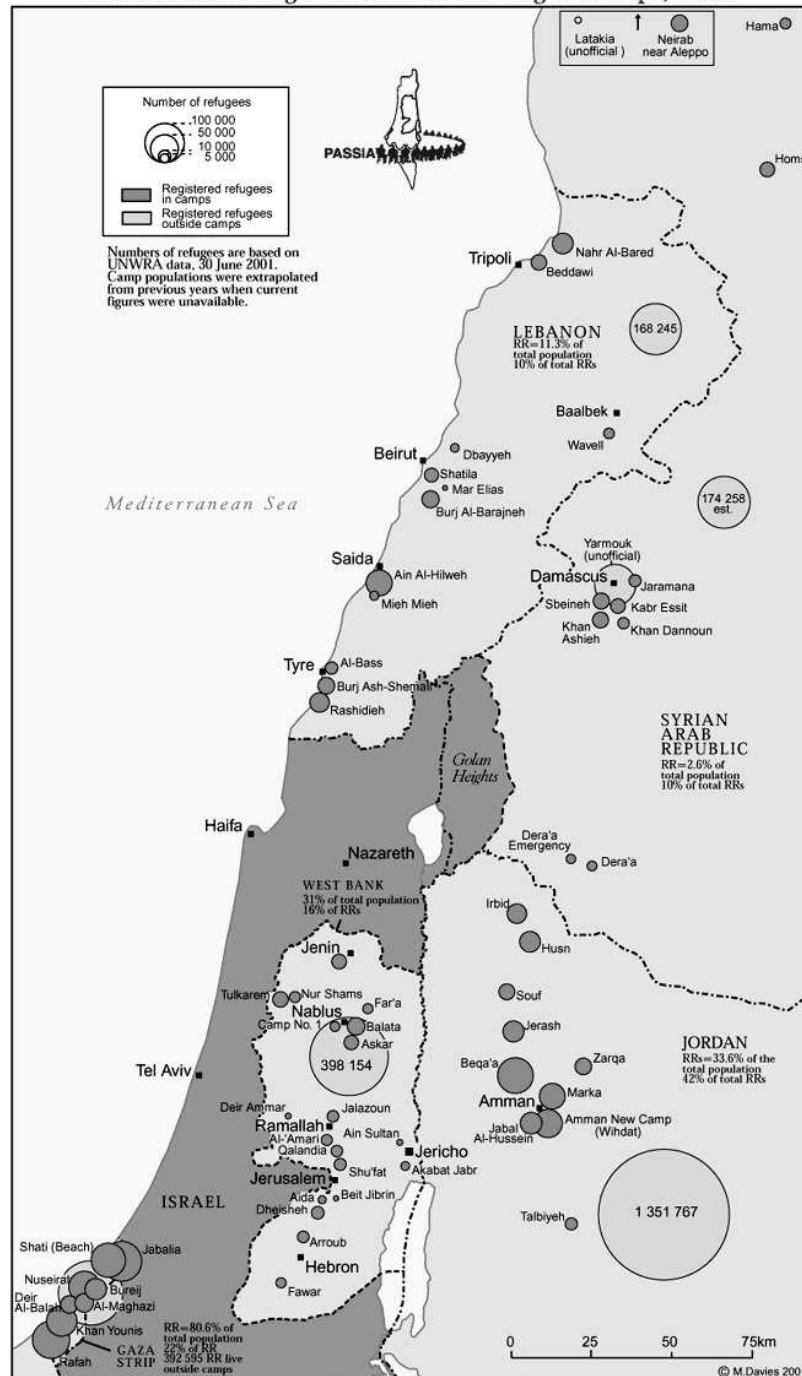 Latakia
(unofficial )
Neirab
near Aleppo
Hama
Number of refugees
100 000
50 000
10 000
5 000
Registered refugees
in camps
Registered refugees
outside camps
PASSIA
Homs
Numbers of refugees are based on
UNWRA data, 30 June 2001.
Camp populations were extrapolated
from previous years when current
figures were unavailable.
Nahr Al-Bared
Tripoli
Beddawi
LEBANON
RR=11.3% of
total population
10% of total RRs
168 245
Baalbek
Wavell
Dbayyeh
Beirut
Shatila
Mar Elias
Burj Al-Barajneh
Mediterranean Sea
174 258
est.
Yarmouk
(unofficial)
Saida
Ain Al-Hilweh
Mieh Mieh
Damascus
Jaramana
Sbeineh
Kabr Essit
Khan
Ashieh
Khan Dannoun
Tyre
Al-Bass
Burj Ash-Shemali
Rashidieh
SYRIAN
ARAB
REPUBLIC
RR=2.6% of
total population
10% of total RRs
Golan
Heights
Haifa
Nazareth
Dera'a
Emergency
Dera'a
WEST BANK
31% of total population
16% of RRs
Irbid
Husn
Jenin
Tulkarem
Nur Shams
Far'a
Nablus
Camp No. 1
Balata
Askar
398 154
Souf
Jerash
JORDAN
RRs=33.6% of the
total population
42% of total RRs
Beqa'a
Zarqa
Tel Aviv
Marka
Amman
Jabal
Al-Hussein
Amman New Camp
(Wihdat)
Deir Ammar
Jalazoun
Ramallah
Al-'Amari
Ain Sultan
Qalandia
Jericho
Shu'fat
Akabat Jabr
Jerusalem
Aida
Beit Jibrin
Dheisheh
ISRAEL
1 351 767
Talbiyeh
Arroub
Hebron
Fawar
Shati (Beach)
Jabalia
Nuseirat
Bureij
Deir
Al-Balah
Al-Maghazi
Khan Younis
Rafah
GAZA
STRIP
RR=80.6% of
total population
22% of RR
392 595 RR live
outside camps
0
25
50
75km
© M.Davies 200